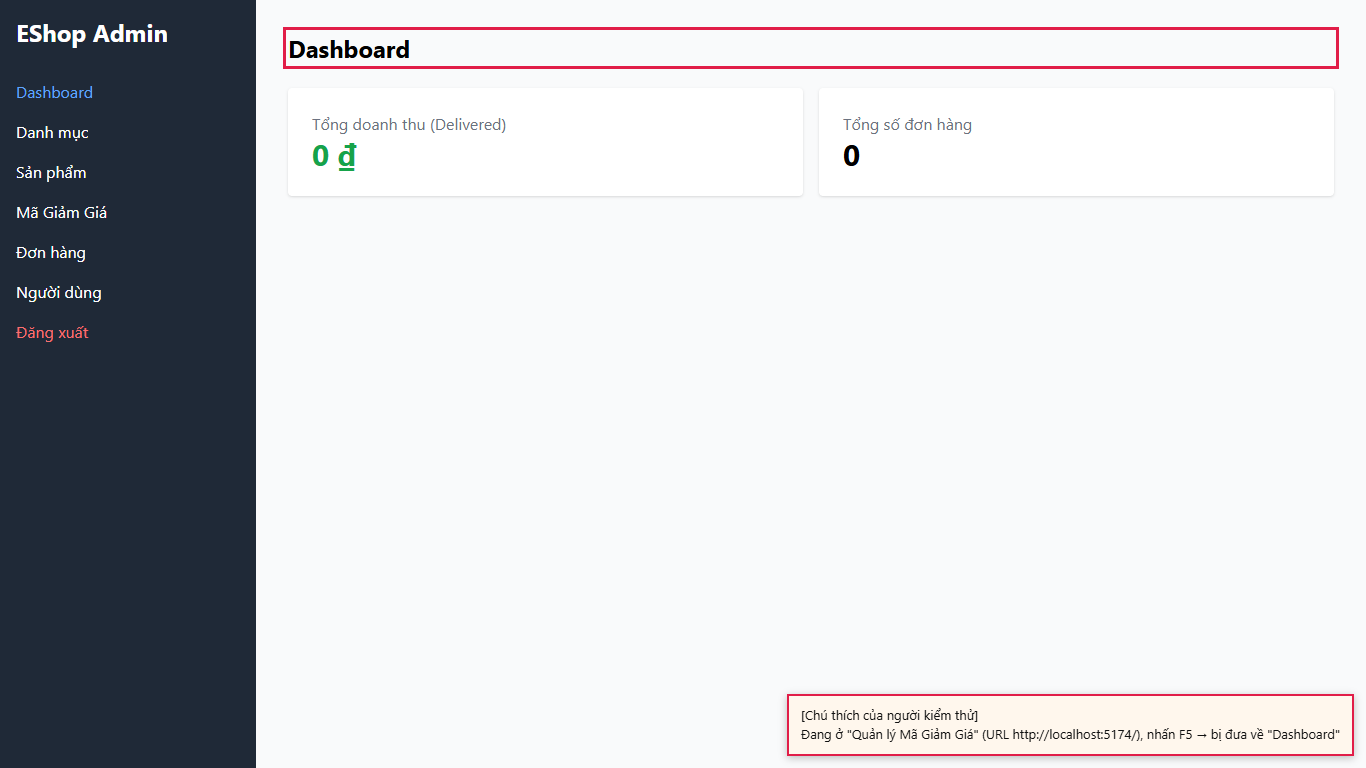 EShop Admin
Dashboard
Danh mục
Sản phẩm
Mã Giảm Giá
Đơn hàng
Người dùng
Đăng xuất
Dashboard
Tổng doanh thu (Delivered)
0 ₫
Tổng số đơn hàng
0
[Chú thích của người kiểm thử]
Đang ở "Quản lý Mã Giảm Giá" (URL http://localhost:5174/), nhấn F5 → bị đưa về "Dashboard"